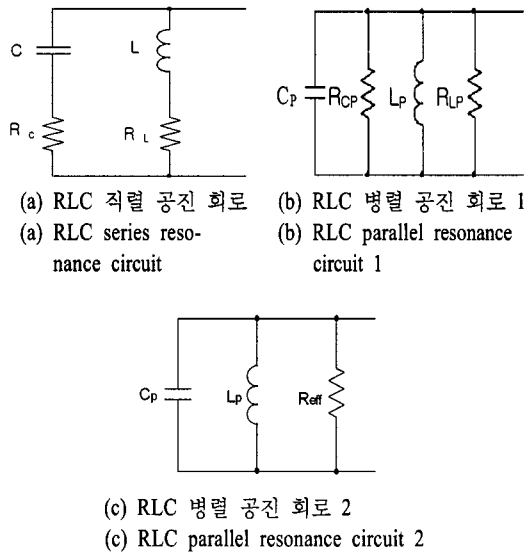 C
L
R c
R L
CP
RCP
LP
RLP
(a) RLC 직렬 공진 회로
(a) RLC series reso-
nance circuit
(b) RLC 병렬 공진 회로 1
(b) RLC parallel resonance
circuit 1
CP
LP
Reff
(c) RLC 병렬 공진 회로 2
(c) RLC parallel resonance circuit 2